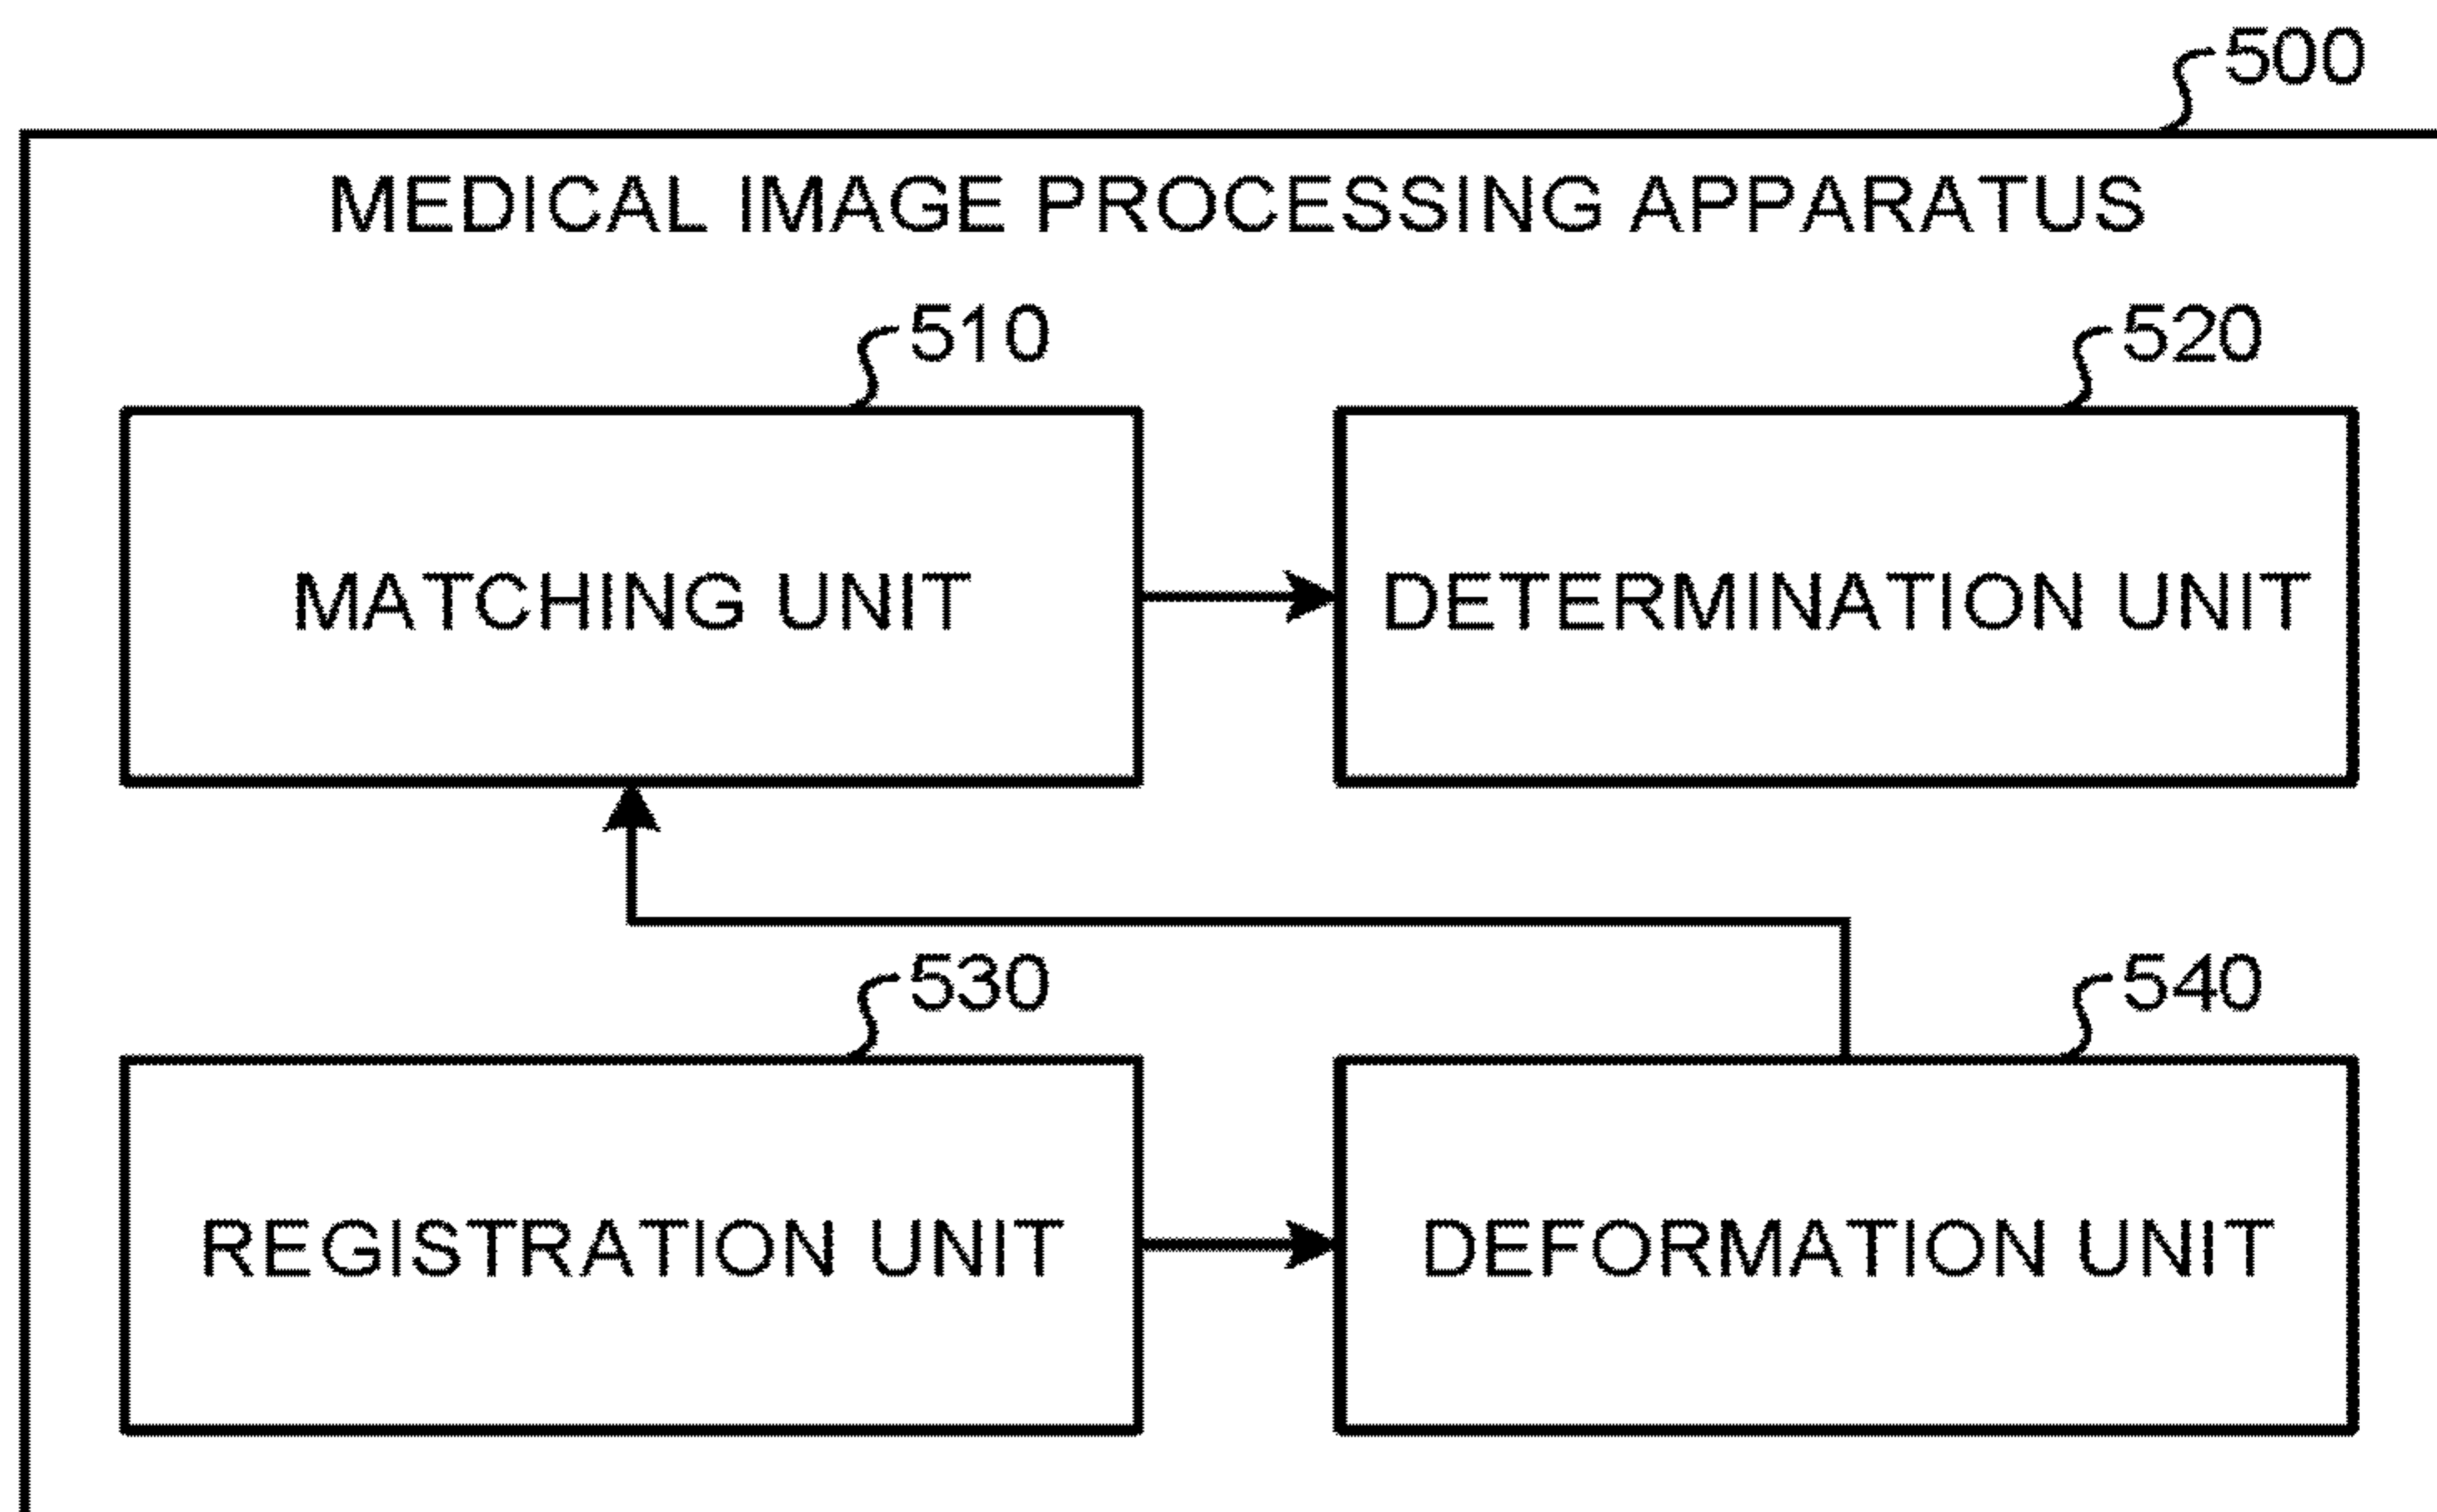 500
MEDICAL IMAGE PROCESSING APPARATUS
510
520
MATCHING UNIT
DETERMINATION UNIT
530
540
REGISTRATION UNIT
DEFORMATION UNIT